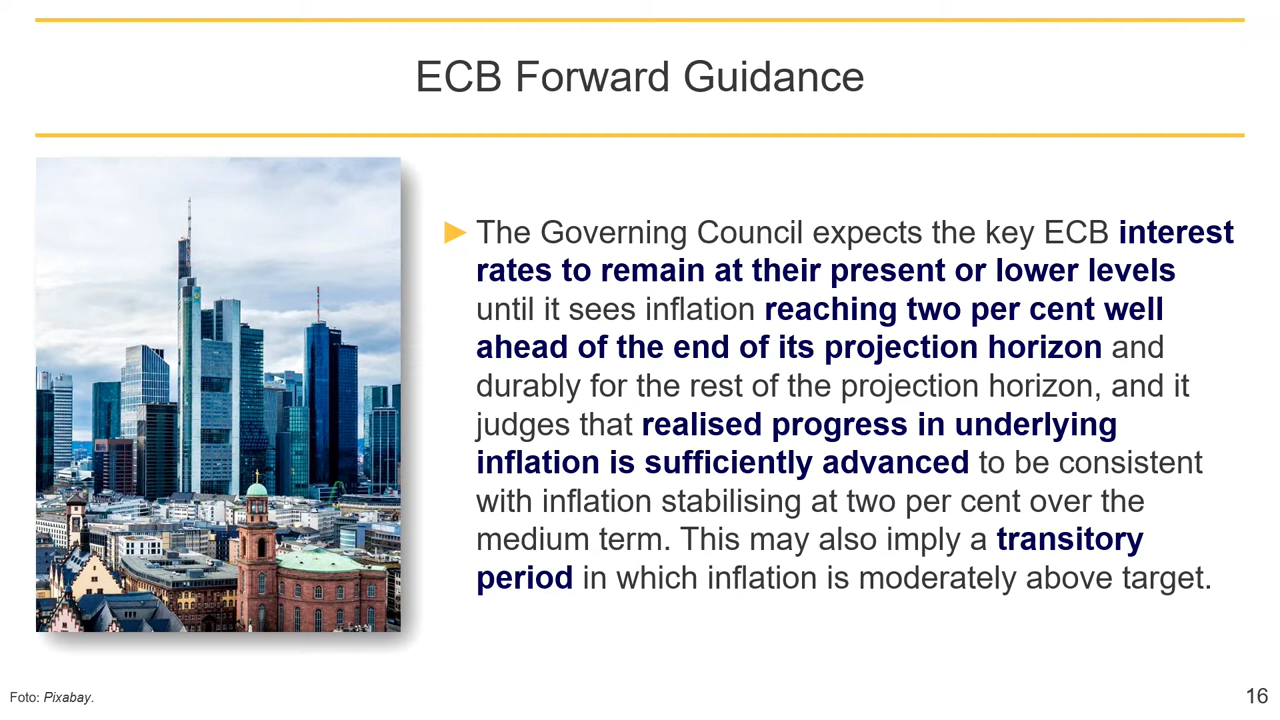 ECB Forward Guidance
The Governing Council expects the key ECB interest
rates to remain at their present or lower levels
until it sees inflation reaching two per cent well
ahead of the end of its projection horizon and
durably for the rest of the projection horizon, and it
judges that realised progress in underlying
inflation is sufficiently advanced to be consistent
with inflation stabilising at two per cent over the
medium term. This may also imply a transitory
period in which inflation is moderately above target.
Foto: Pixabay.
16